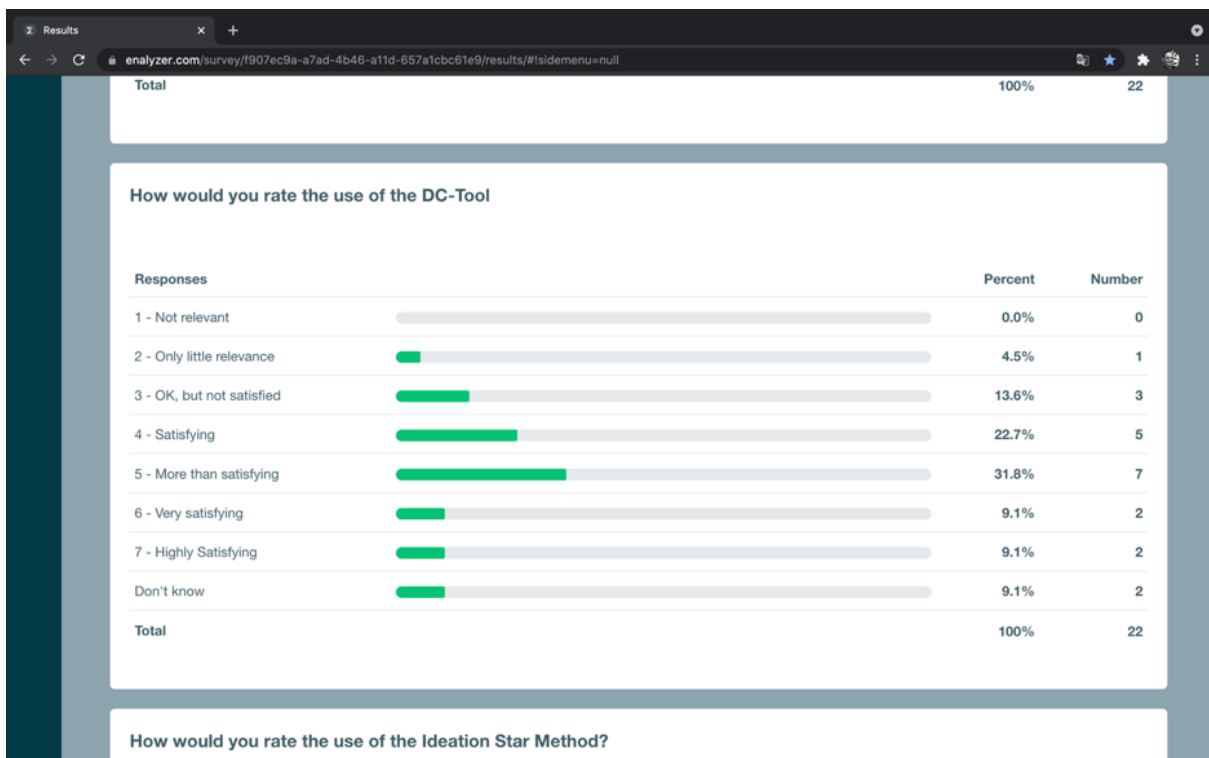 Results
enalyzer.com/survey/f907ec9a-a7ad-4b46-a11d-657a1cbc61e9/results/#!sidemenu=null
Total 100% 22
How would you rate the use of the DC-Tool
Responses Percent Number
1 - Not relevant 0.0% 0
2 - Only little relevance 4.5% 1
3 - OK, but not satisfied 13.6% 3
4 - Satisfying 22.7% 5
5 - More than satisfying 31.8% 7
6 - Very satisfying 9.1% 2
7 - Highly Satisfying 9.1% 2
Don't know 9.1% 2
Total 100% 22
How would you rate the use of the Ideation Star Method?